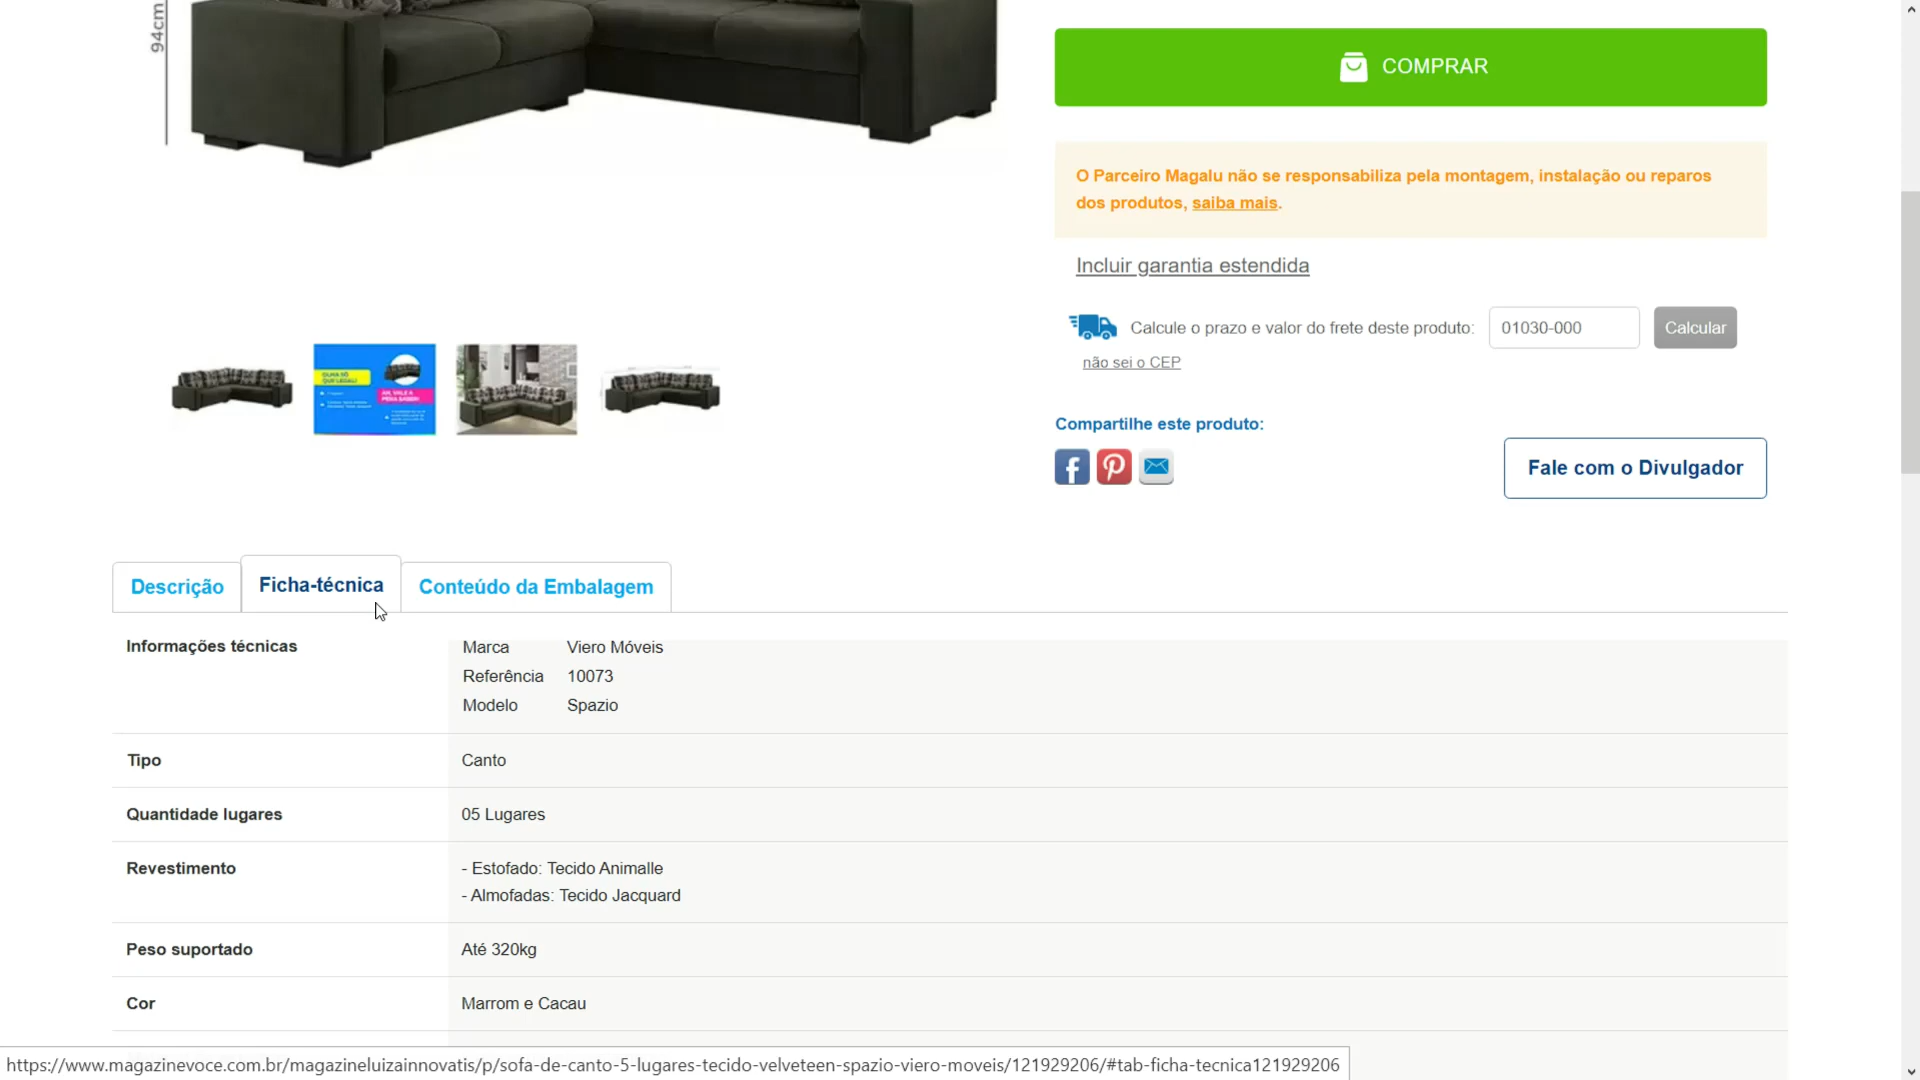 94cm
COMPRAR
O Parceiro Magalu não se responsabiliza pela montagem, instalação ou reparos
dos produtos, saiba mais.
Incluir garantia estendida
Calcule o prazo e valor do frete deste produto: 01030-000 Calcular
não sei o CEP
Compartilhe este produto:
Fale com o Divulgador
Descrição Ficha-técnica Conteúdo da Embalagem
Informações técnicas
Marca Viero Móveis
Referência 10073
Modelo Spazio
Tipo Canto
Quantidade lugares 05 Lugares
Revestimento - Estofado: Tecido Animalle
- Almofadas: Tecido Jacquard
Peso suportado Até 320kg
Cor Marrom e Cacau
https://www.magazinevoce.com.br/magazineluizainnovatis/p/sofa-de-canto-5-lugares-tecido-velveteen-spazio-viero-moveis/121929206/#tab-ficha-tecnica121929206